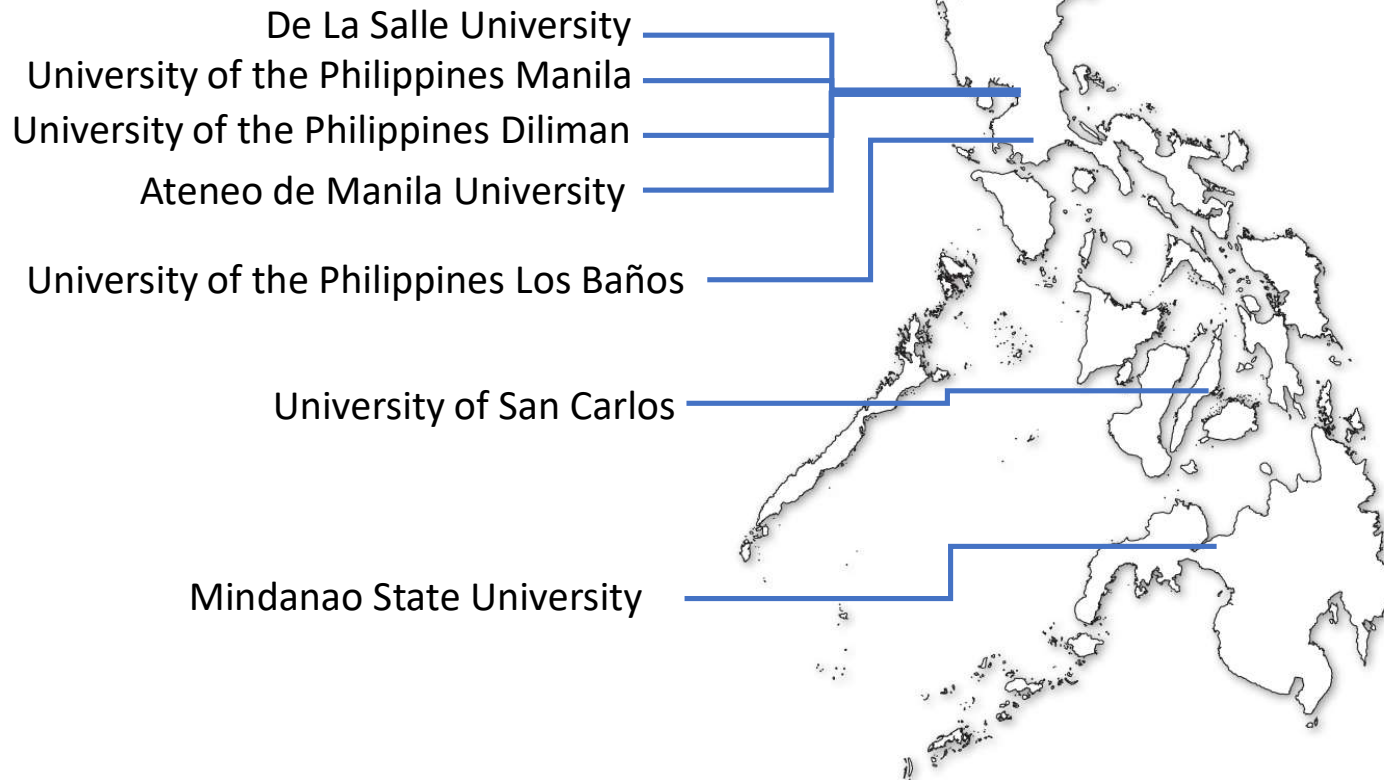 De La Salle University
University of the Philippines Manila
University of the Philippines Diliman
Ateneo de Manila University
University of the Philippines Los Baños
University of San Carlos
Mindanao State University